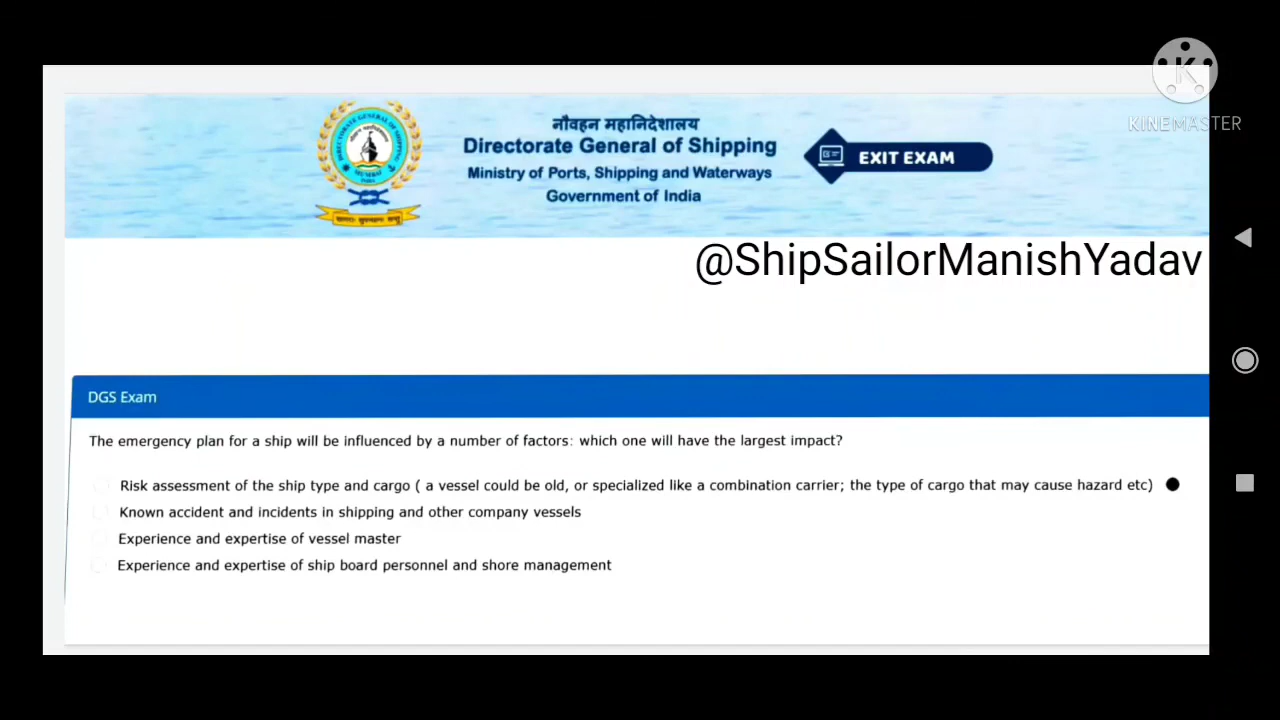 नौवहन महानिदेशालय
Directorate General of Shipping
Ministry of Ports, Shipping and Waterways
Government of India
EXIT EXAM
KINEMASTER
@ShipSailorManishYadav
DGS Exam
The emergency plan for a ship will be influenced by a number of factors: which one will have the largest impact?
Risk assessment of the ship type and cargo ( a vessel could be old, or specialized like a combination carrier; the type of cargo that may cause hazard etc)
Known accident and incidents in shipping and other company vessels
Experience and expertise of vessel master
Experience and expertise of ship board personnel and shore management